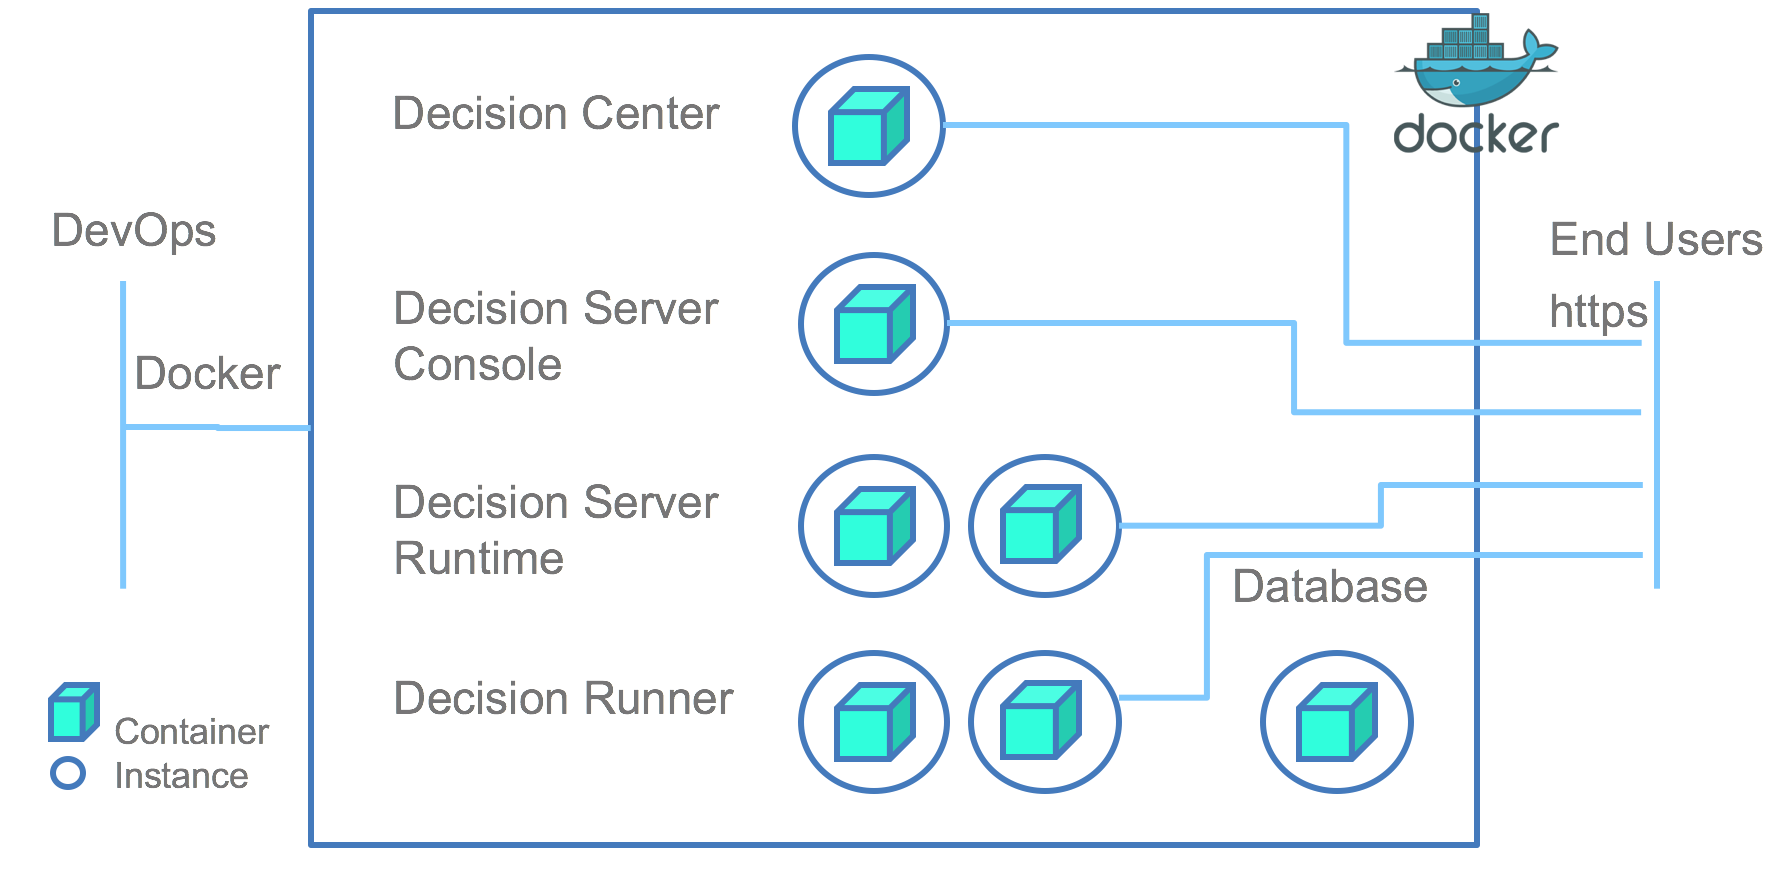 docker
Decision Center
DevOps
End Users
https
Decision Server
Console
Docker
Decision Server
Runtime
Database
Decision Runner
Container
Instance